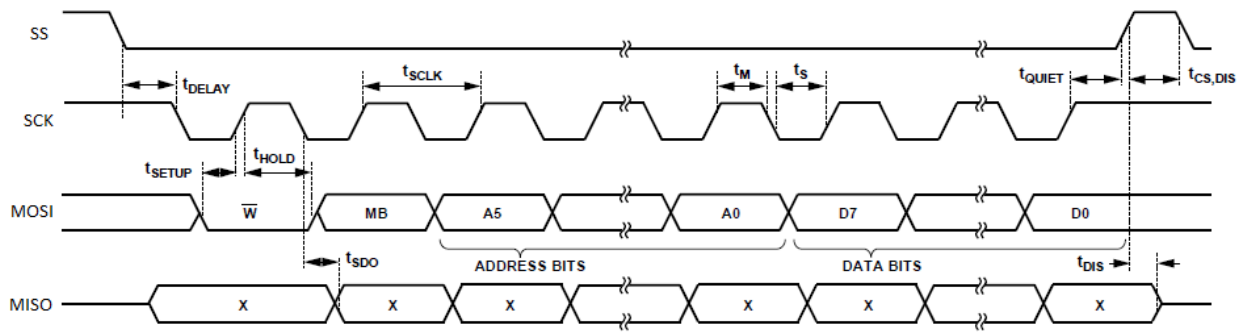 SS
tDELAY
tSCLK
tM
tS
tQUIET
tCS,DIS
SCK
tSETUP
tHOLD
MOSI
W̅
MB
A5
A0
D7
D0
tSDO
ADDRESS BITS
DATA BITS
tDIS
MISO
X
X
X
X
X
X